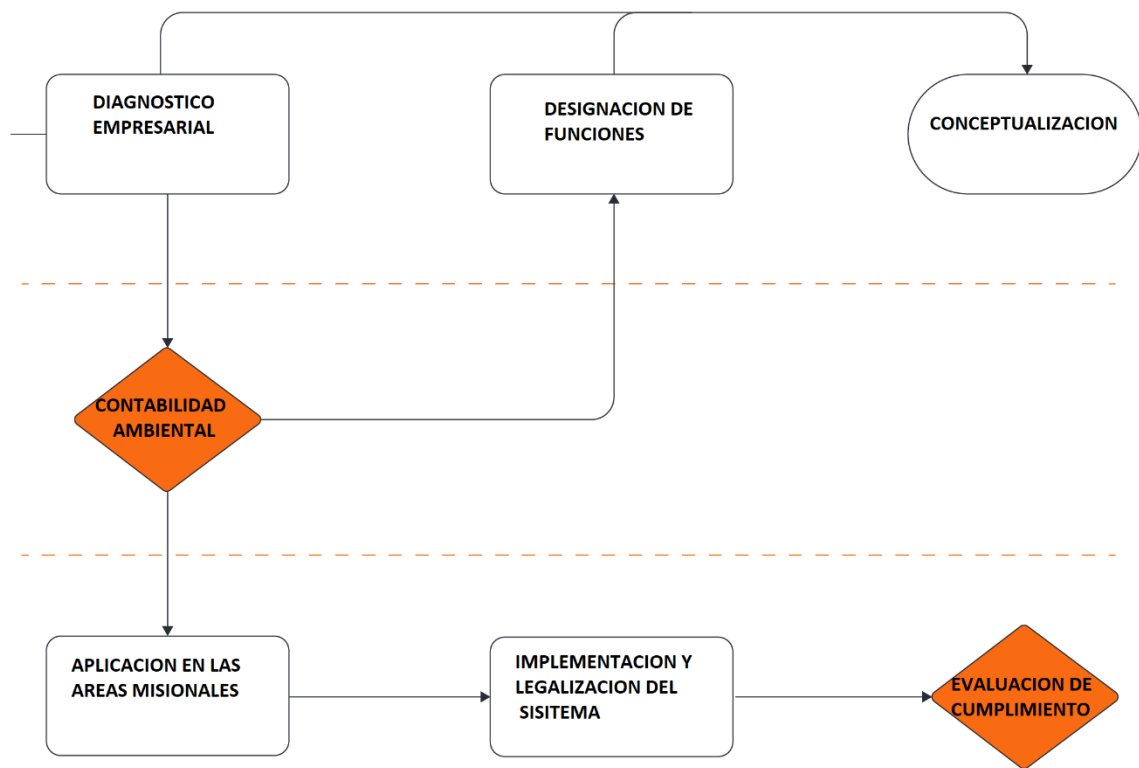 DIAGNOSTICO
EMPRESARIAL
DESIGNACION DE
FUNCIONES
CONCEPTUALIZACION
CONTABILIDAD
AMBIENTAL
APLICACION EN LAS
AREAS MISIONALES
IMPLEMENTACION Y
LEGALIZACION DEL
SISITEMA
EVALUACION DE
CUMPLIMIENTO